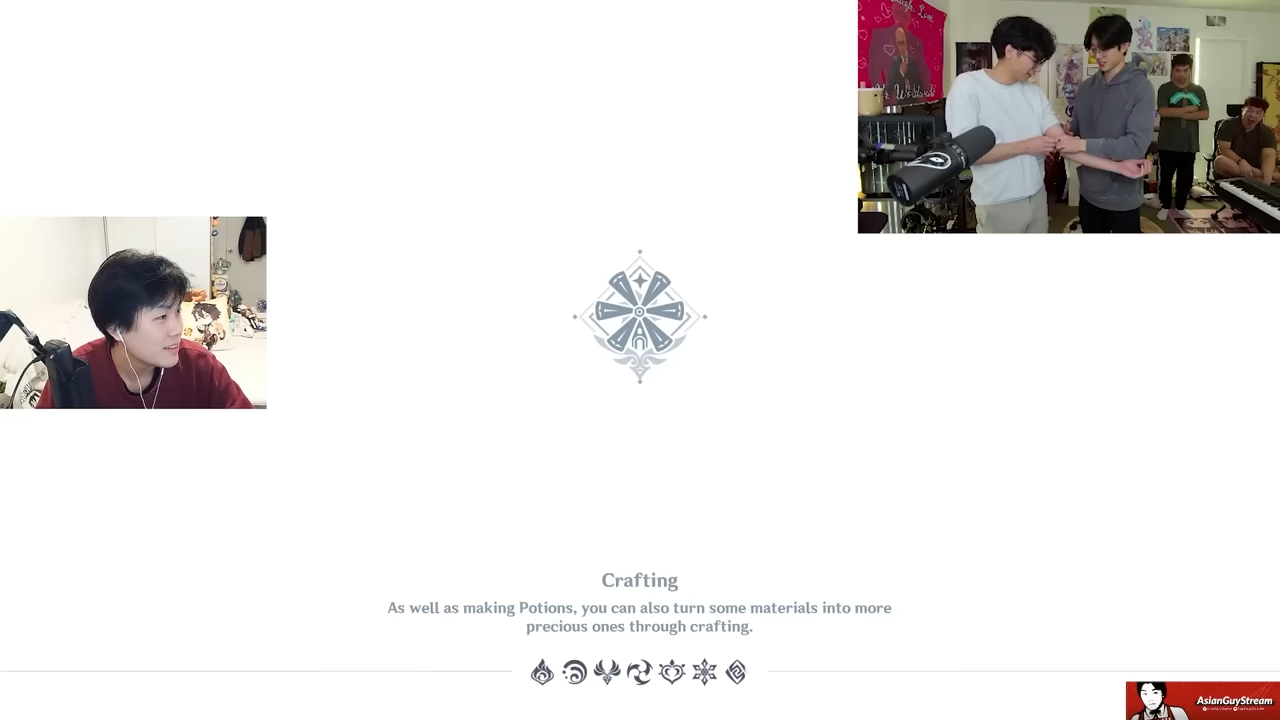 Crafting
As well as making Potions, you can also turn some materials into more
precious ones through crafting.
AsianGuyStream